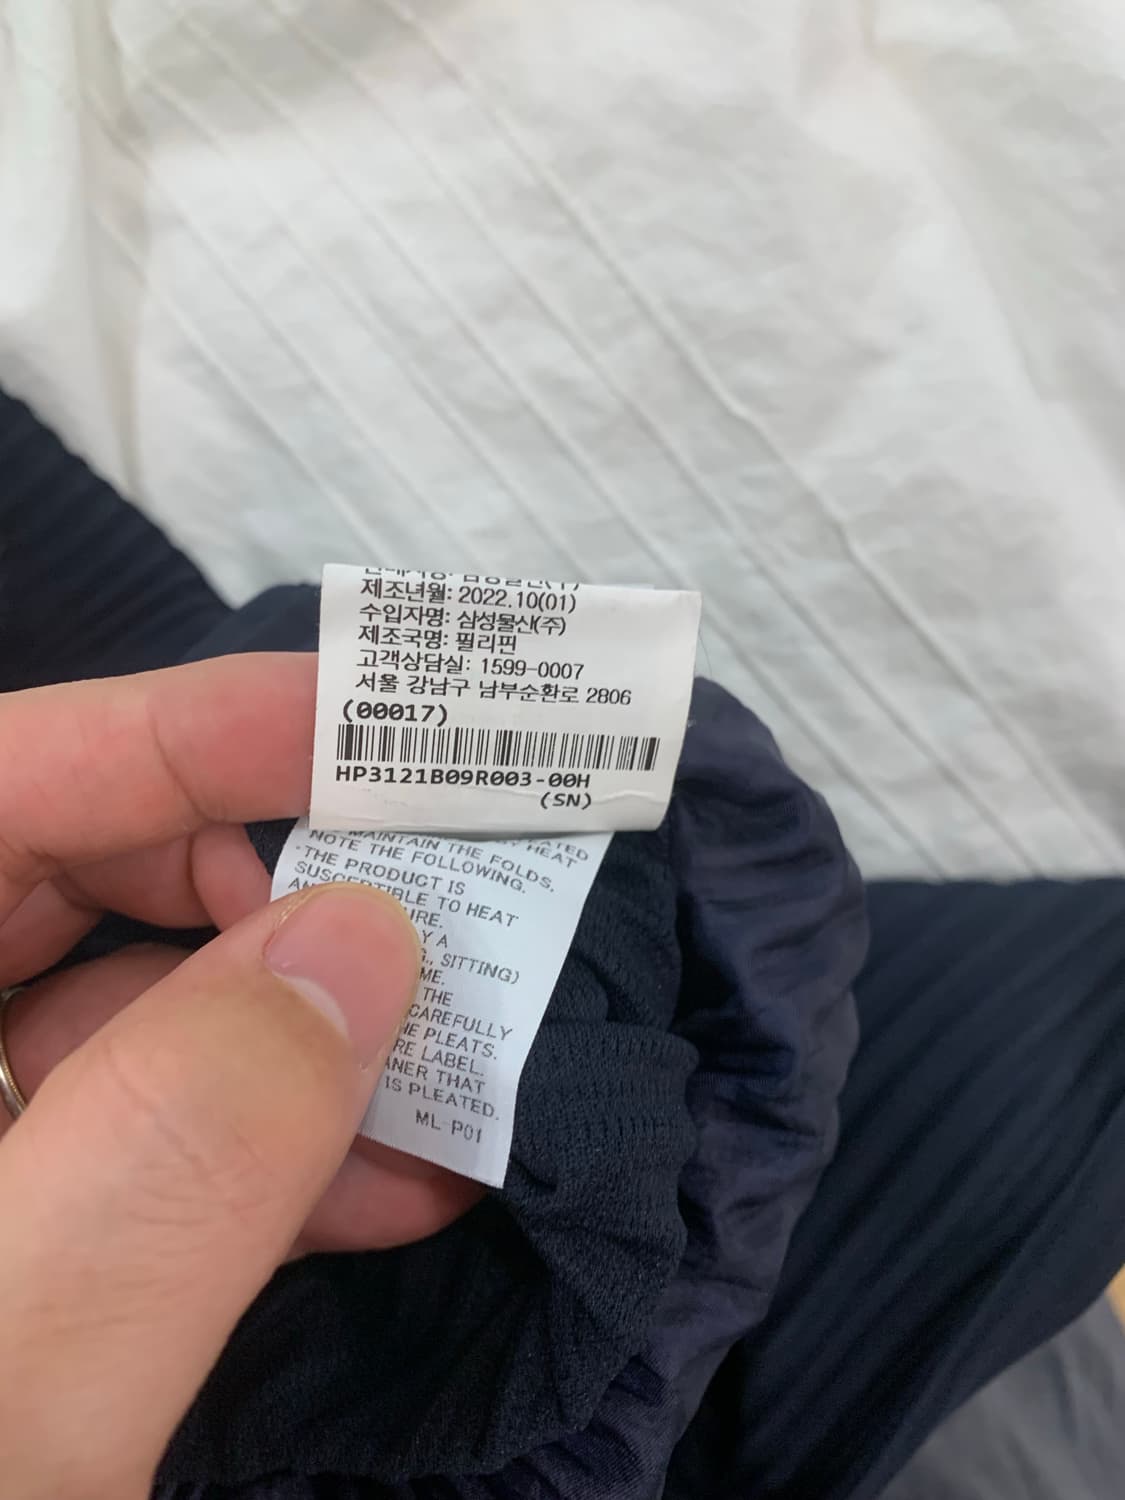 제조년월: 2022.10(01)
수입자명: 삼성물산(주)
제조국명: 필리핀
고객상담실: 1599-0007
서울 강남구 남부순환로 2806
(00017)
HP3121B09R003-00H
(SN)
HEAT
MAINTAIN THE FOLDS.
NOTE THE FOLLOWING.
·THE PRODUCT IS
SUSCEPTIBLE TO HEAT
Y A
SITTING)
THE
CAREFULLY
PLEATS.
LABEL.
THAT
IS PLEATED.
ML-P01